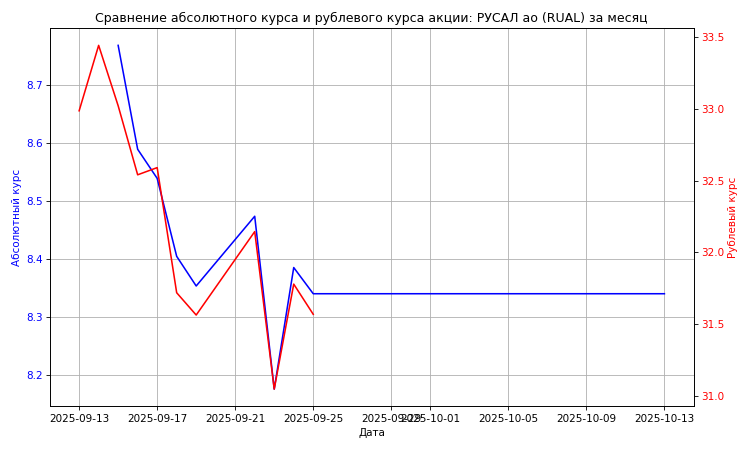 Сравнение абсолютного курса и рублевого курса акции: РУСАЛ ао (RUAL) за месяц
Абсолютный курс
8.7
8.6
8.5
8.4
8.3
8.2
33.5
33.0
32.5
32.0
31.5
31.0
Рублевый курс
2025-09-13 2025-09-17 2025-09-21 2025-09-25 2025-09-29 2025-10-01 2025-10-05 2025-10-09 2025-10-13
Дата